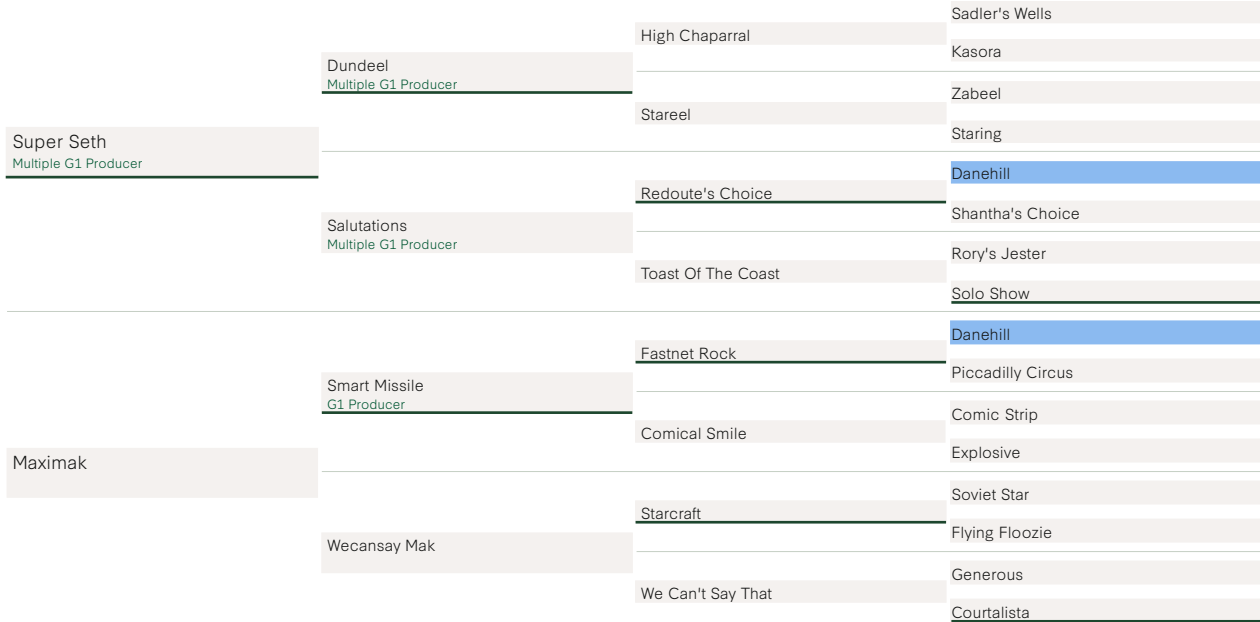 Super Seth
Multiple G1 Producer
Maximak
Dundeel
Multiple G1 Producer
Salutations
Multiple G1 Producer
Smart Missile
G1 Producer
Wecansay Mak
High Chaparral
Stareel
Redoute's Choice
Toast Of The Coast
Fastnet Rock
Comical Smile
Starcraft
We Can't Say That
Sadler's Wells
Kasora
Zabeel
Staring
Danehill
Shantha's Choice
Rory's Jester
Solo Show
Danehill
Piccadilly Circus
Comic Strip
Explosive
Soviet Star
Flying Floozie
Generous
Courtalista